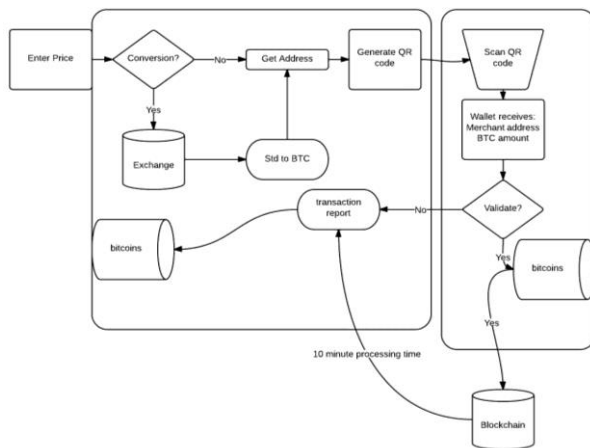 Enter Price
Conversion?
No
Get Address
Generate QR
code
Scan QR
code
Yes
Wallet receives:
Merchant address
BTC amount
Exchange
Std to BTC
transaction
report
No
Validate?
bitcoins
Yes
bitcoins
Yes
10 minute processing time
Blockchain